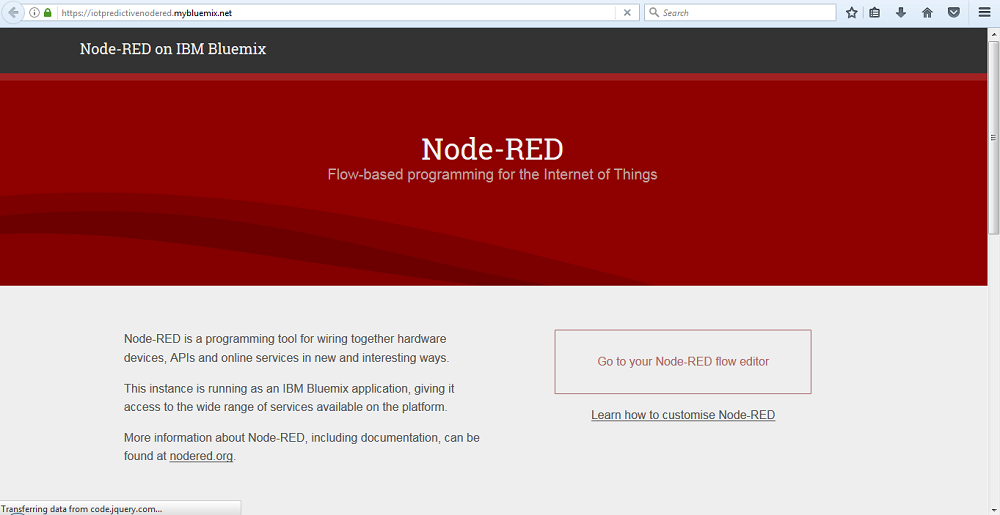 https://iotpredictivenodered.mybluemix.net
Search
Node-RED on IBM Bluemix
Node-RED
Flow-based programming for the Internet of Things
Node-RED is a programming tool for wiring together hardware
devices, APIs and online services in new and interesting ways.
This instance is running as an IBM Bluemix application, giving it
access to the wide range of services available on the platform.
More information about Node-RED, including documentation, can be
found at nodered.org.
Go to your Node-RED flow editor
Learn how to customise Node-RED
Transferring data from code.jquery.com...